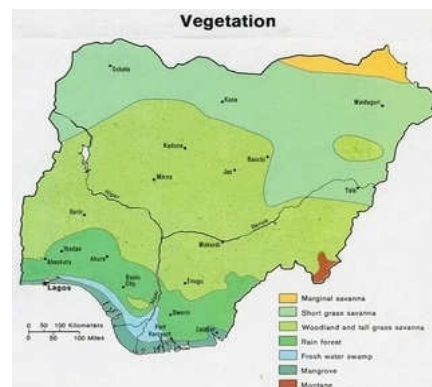 Vegetation
Sokoto
Kano
Maiduguri
Kaduna
Bauchi
Jos
Minna
Yola
Niger
Ilorin
Benue
Makurdi
Ibadan
Abeokuta
Akure
Benin City
Enugu
Lagos
Owerri
Port Harcourt
Calabar
0 50 100 Kilometers
0 50 100 Miles
Marginal savanna
Short grass savanna
Woodland and tall grass savanna
Rain forest
Fresh water swamp
Mangrove
Montane